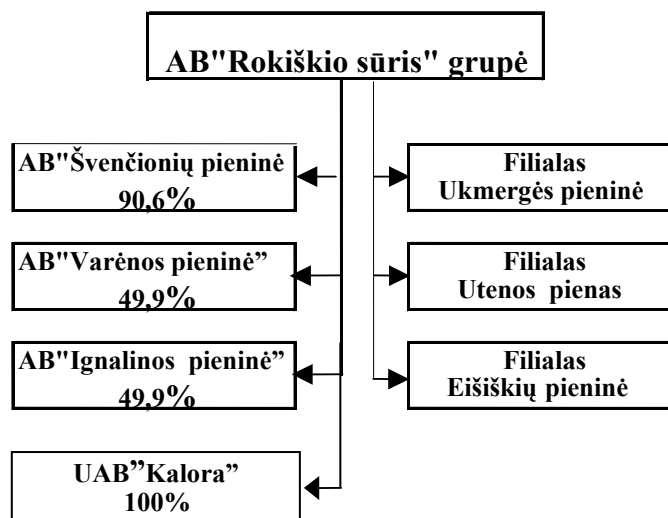 AB"Rokiškio sūris" grupė
AB"Švenčionių pieninė
90,6%
AB"Varėnos pieninė”
49,9%
AB"Ignalinos pieninė”
49,9%
UAB”Kalora”
100%
Filialas
Ukmergės pieninė
Filialas
Utenos pienas
Filialas
Eišiškių pieninė